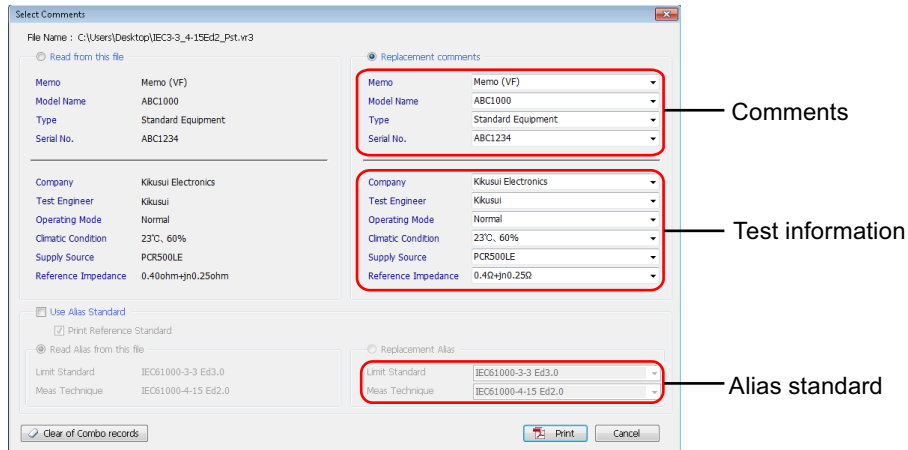 Select Comments
File Name : C:\Users\Desktop\IEC3-3_4-15Ed2_Pst.vr3
Read from this file
Replacement comments
Memo Memo (VF) Memo Memo (VF)
Model Name ABC1000 Model Name ABC1000
Type Standard Equipment Type Standard Equipment
Serial No. ABC1234 Serial No. ABC1234
Comments
Company Kikusui Electronics Company Kikusui Electronics
Test Engineer Kikusui Test Engineer Kikusui
Operating Mode Normal Operating Mode Normal
Climatic Condition 23℃、60% Climatic Condition 23℃、60%
Supply Source PCR500LE Supply Source PCR500LE
Reference Impedance 0.40ohm+jn0.25ohm Reference Impedance 0.4Ω+jn0.25Ω
Test information
Use Alias Standard
Print Reference Standard
Read Alias from this file Replacement Alias
Limit Standard IEC61000-3-3 Ed3.0 Limit Standard IEC61000-3-3 Ed3.0
Meas Technique IEC61000-4-15 Ed2.0 Meas Technique IEC61000-4-15 Ed2.0
Alias standard
Clear of Combo records Print Cancel